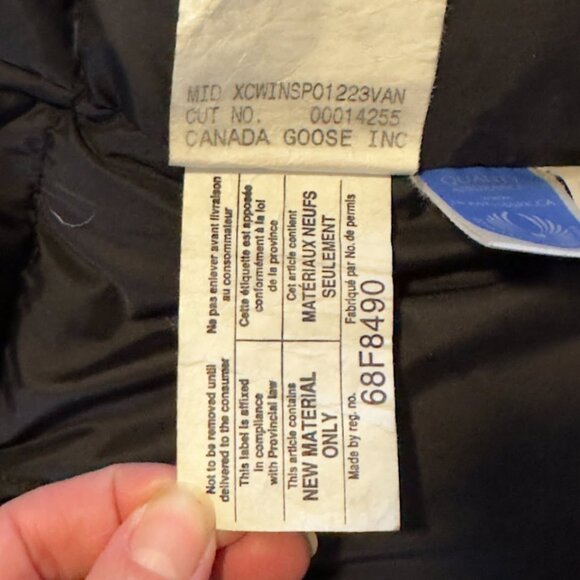 MID XCWINSP01223VAN
CUT NO. 00014255
CANADA GOOSE INC
Not to be removed until
delivered to the consumer
Ne pas enlever avant livraison
au consommateur
This label is affixed
in compliance
with Provincial law
Cette étiquette est apposée
conformément à la loi
de la province
This article contains
NEW MATERIAL
ONLY
Cet article contient
MATÉRIAUX NEUFS
SEULEMENT
Made by reg. no. Fabriqué par No. de permis
68F8490
QUALITY